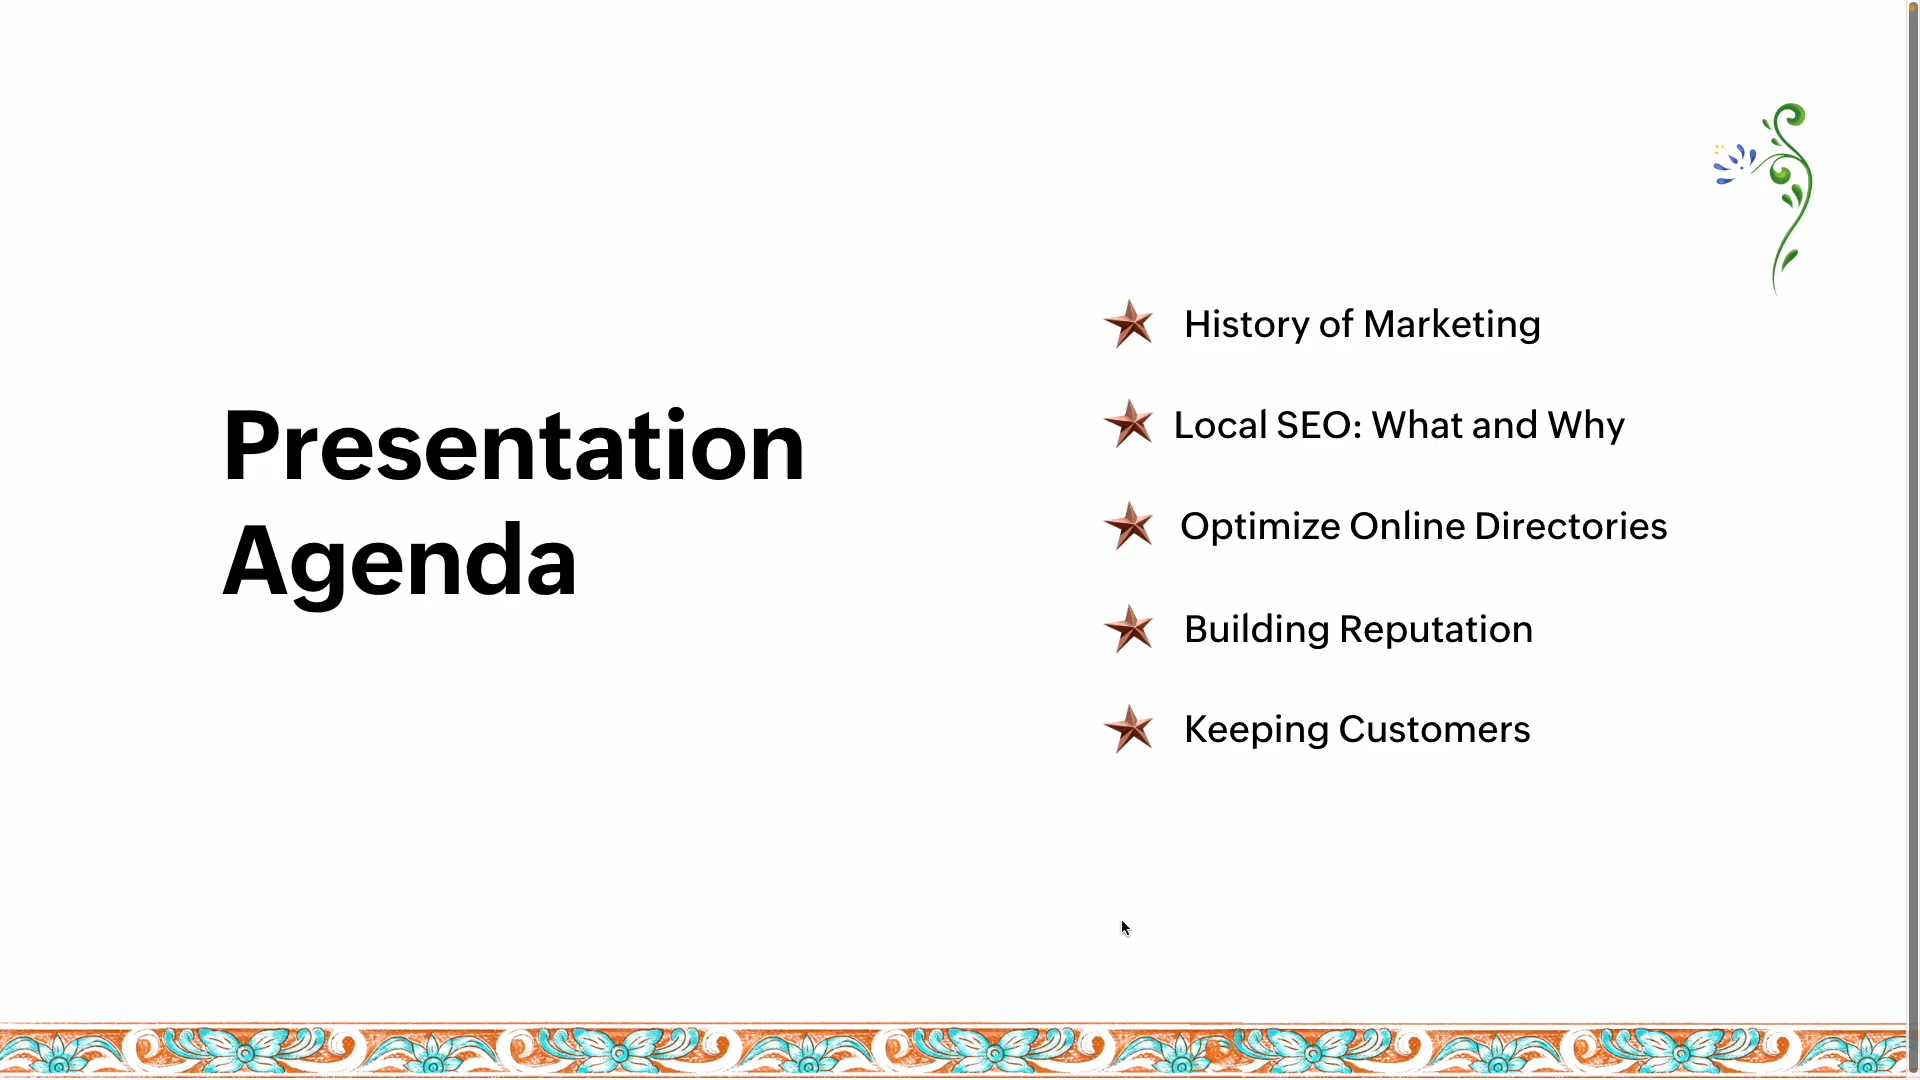 Presentation
Agenda
History of Marketing
Local SEO: What and Why
Optimize Online Directories
Building Reputation
Keeping Customers